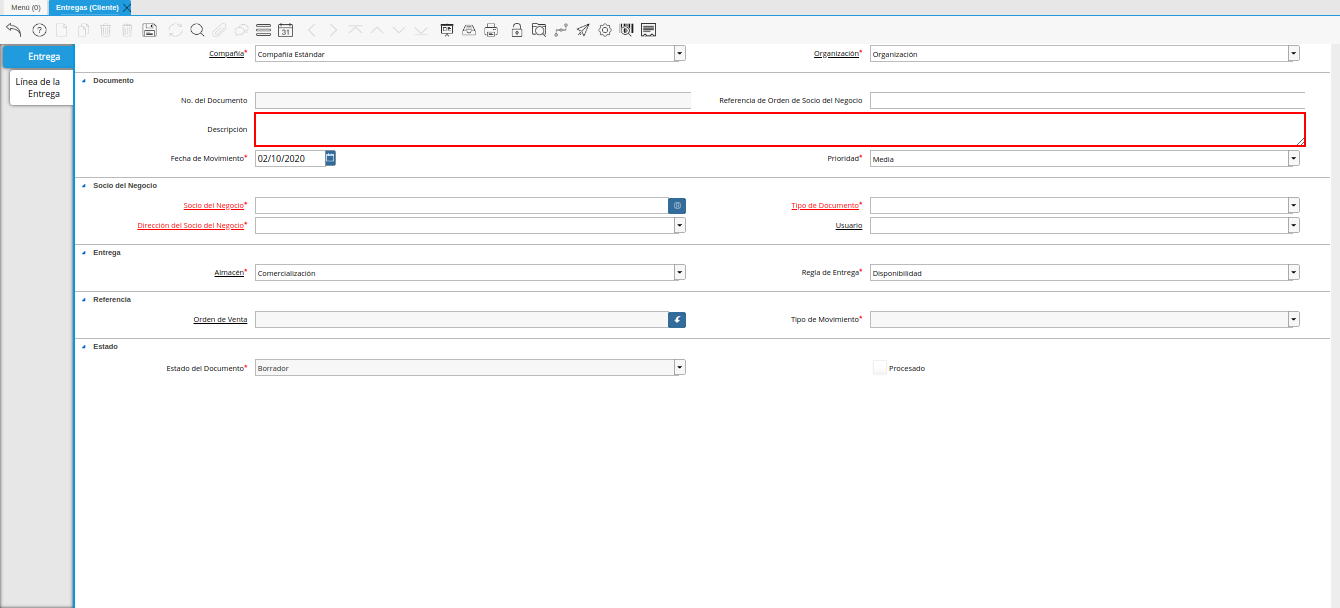 Menú (0)
Entregas (Cliente)
31
Entrega
Línea de la
Entrega
Compañía* Compañía Estándar
Organización* Organización
Documento
No. del Documento
Referencia de Orden de Socio del Negocio
Descripción
Fecha de Movimiento* 02/10/2020
Prioridad* Media
Socio del Negocio
Socio del Negocio*
Tipo de Documento*
Dirección del Socio del Negocio*
Usuario
Entrega
Almacén* Comercialización
Regla de Entrega* Disponibilidad
Referencia
Orden de Venta
Tipo de Movimiento*
Estado
Estado del Documento* Borrador
Procesado